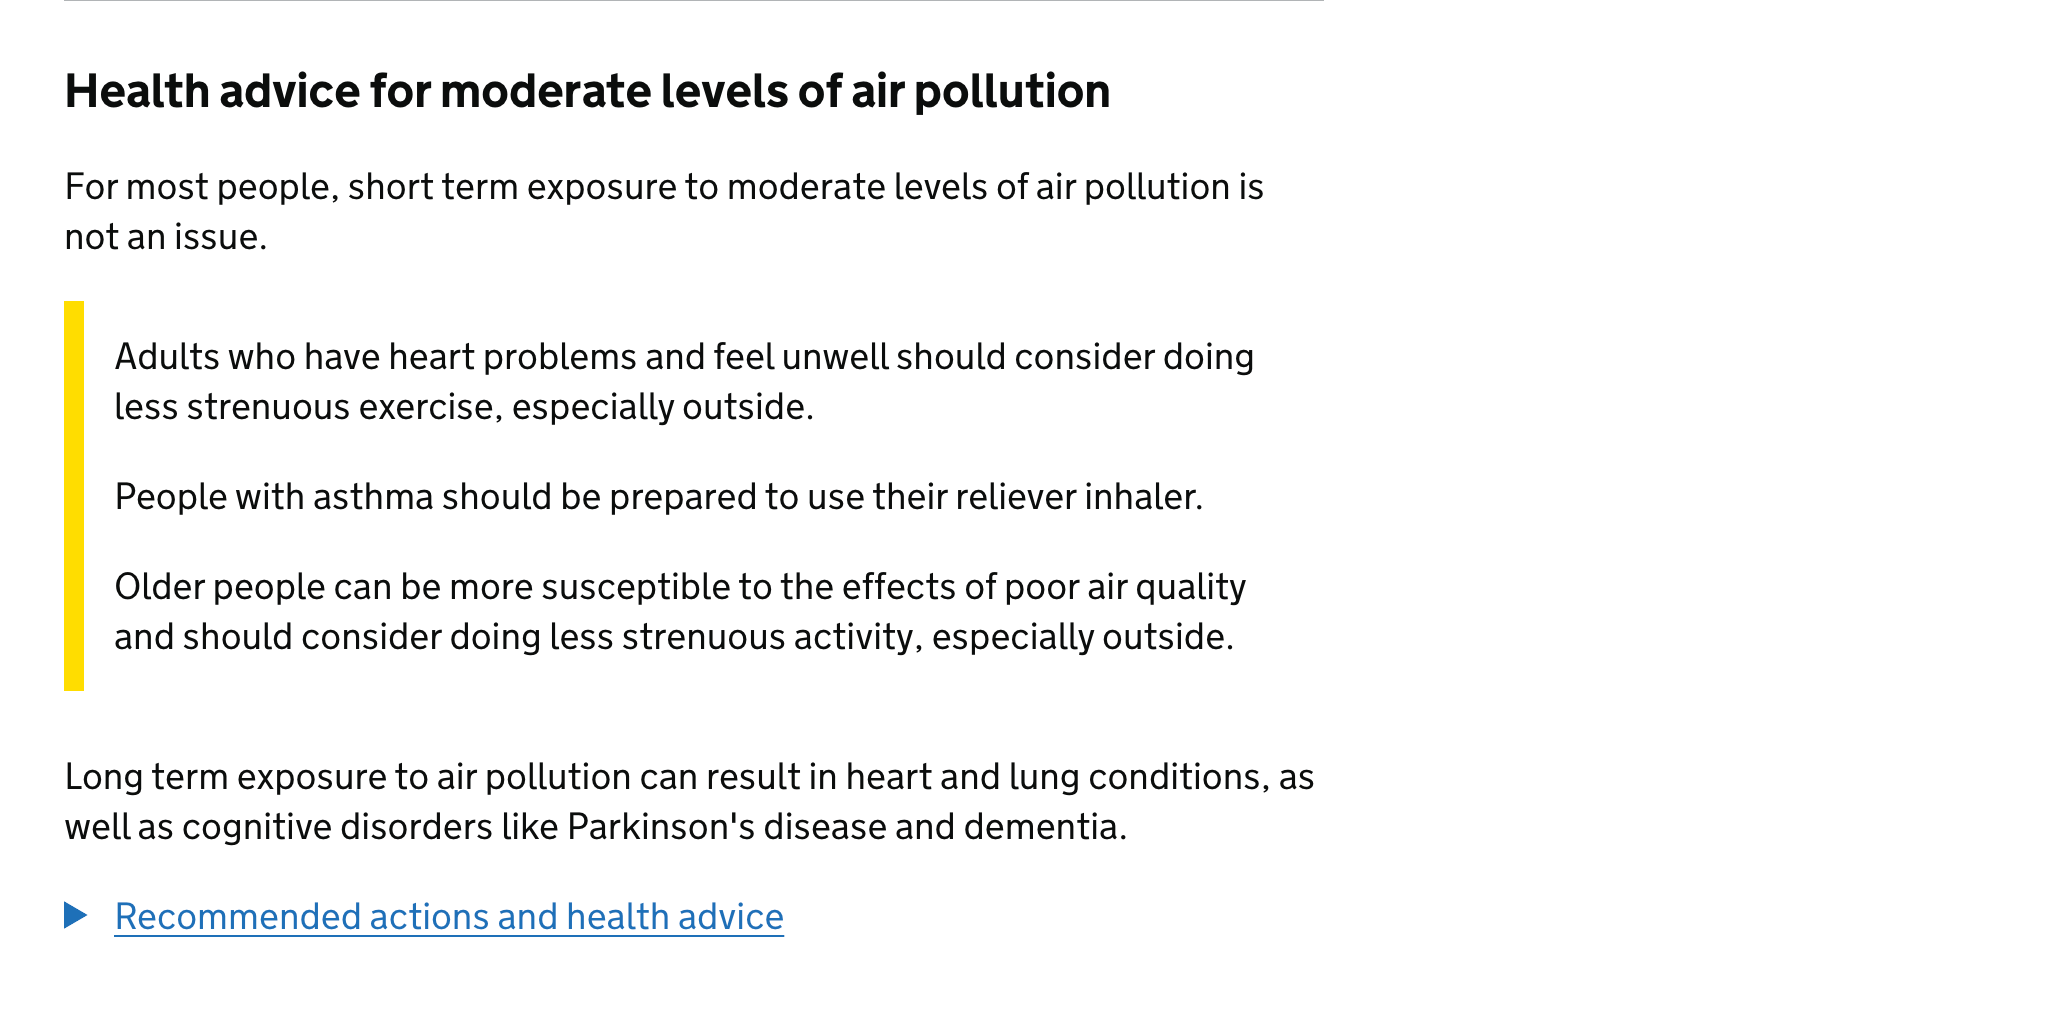 Health advice for moderate levels of air pollution
For most people, short term exposure to moderate levels of air pollution is
not an issue.
Adults who have heart problems and feel unwell should consider doing
less strenuous exercise, especially outside.
People with asthma should be prepared to use their reliever inhaler.
Older people can be more susceptible to the effects of poor air quality
and should consider doing less strenuous activity, especially outside.
Long term exposure to air pollution can result in heart and lung conditions, as
well as cognitive disorders like Parkinson's disease and dementia.
Recommended actions and health advice